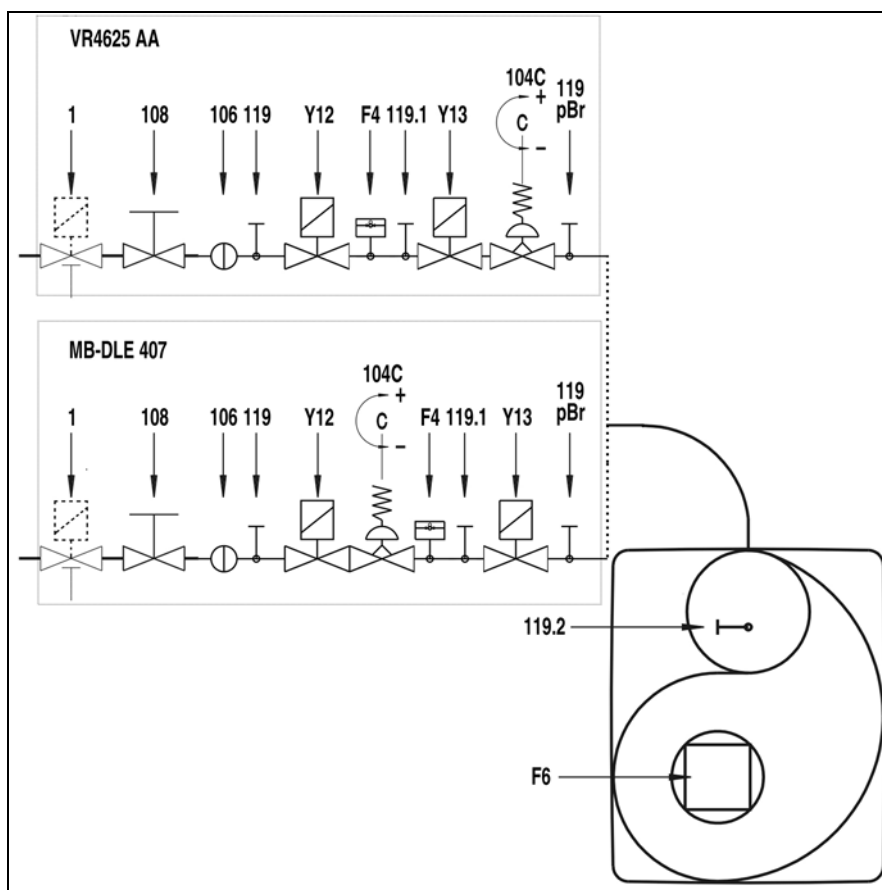 VR4625 AA
104C
+
C
–
119
pBr
1 108 106 119 Y12 F4 119.1 Y13
MB-DLE 407
104C
+
C
–
119
pBr
1 108 106 119 Y12 F4 119.1 Y13
119.2
F6